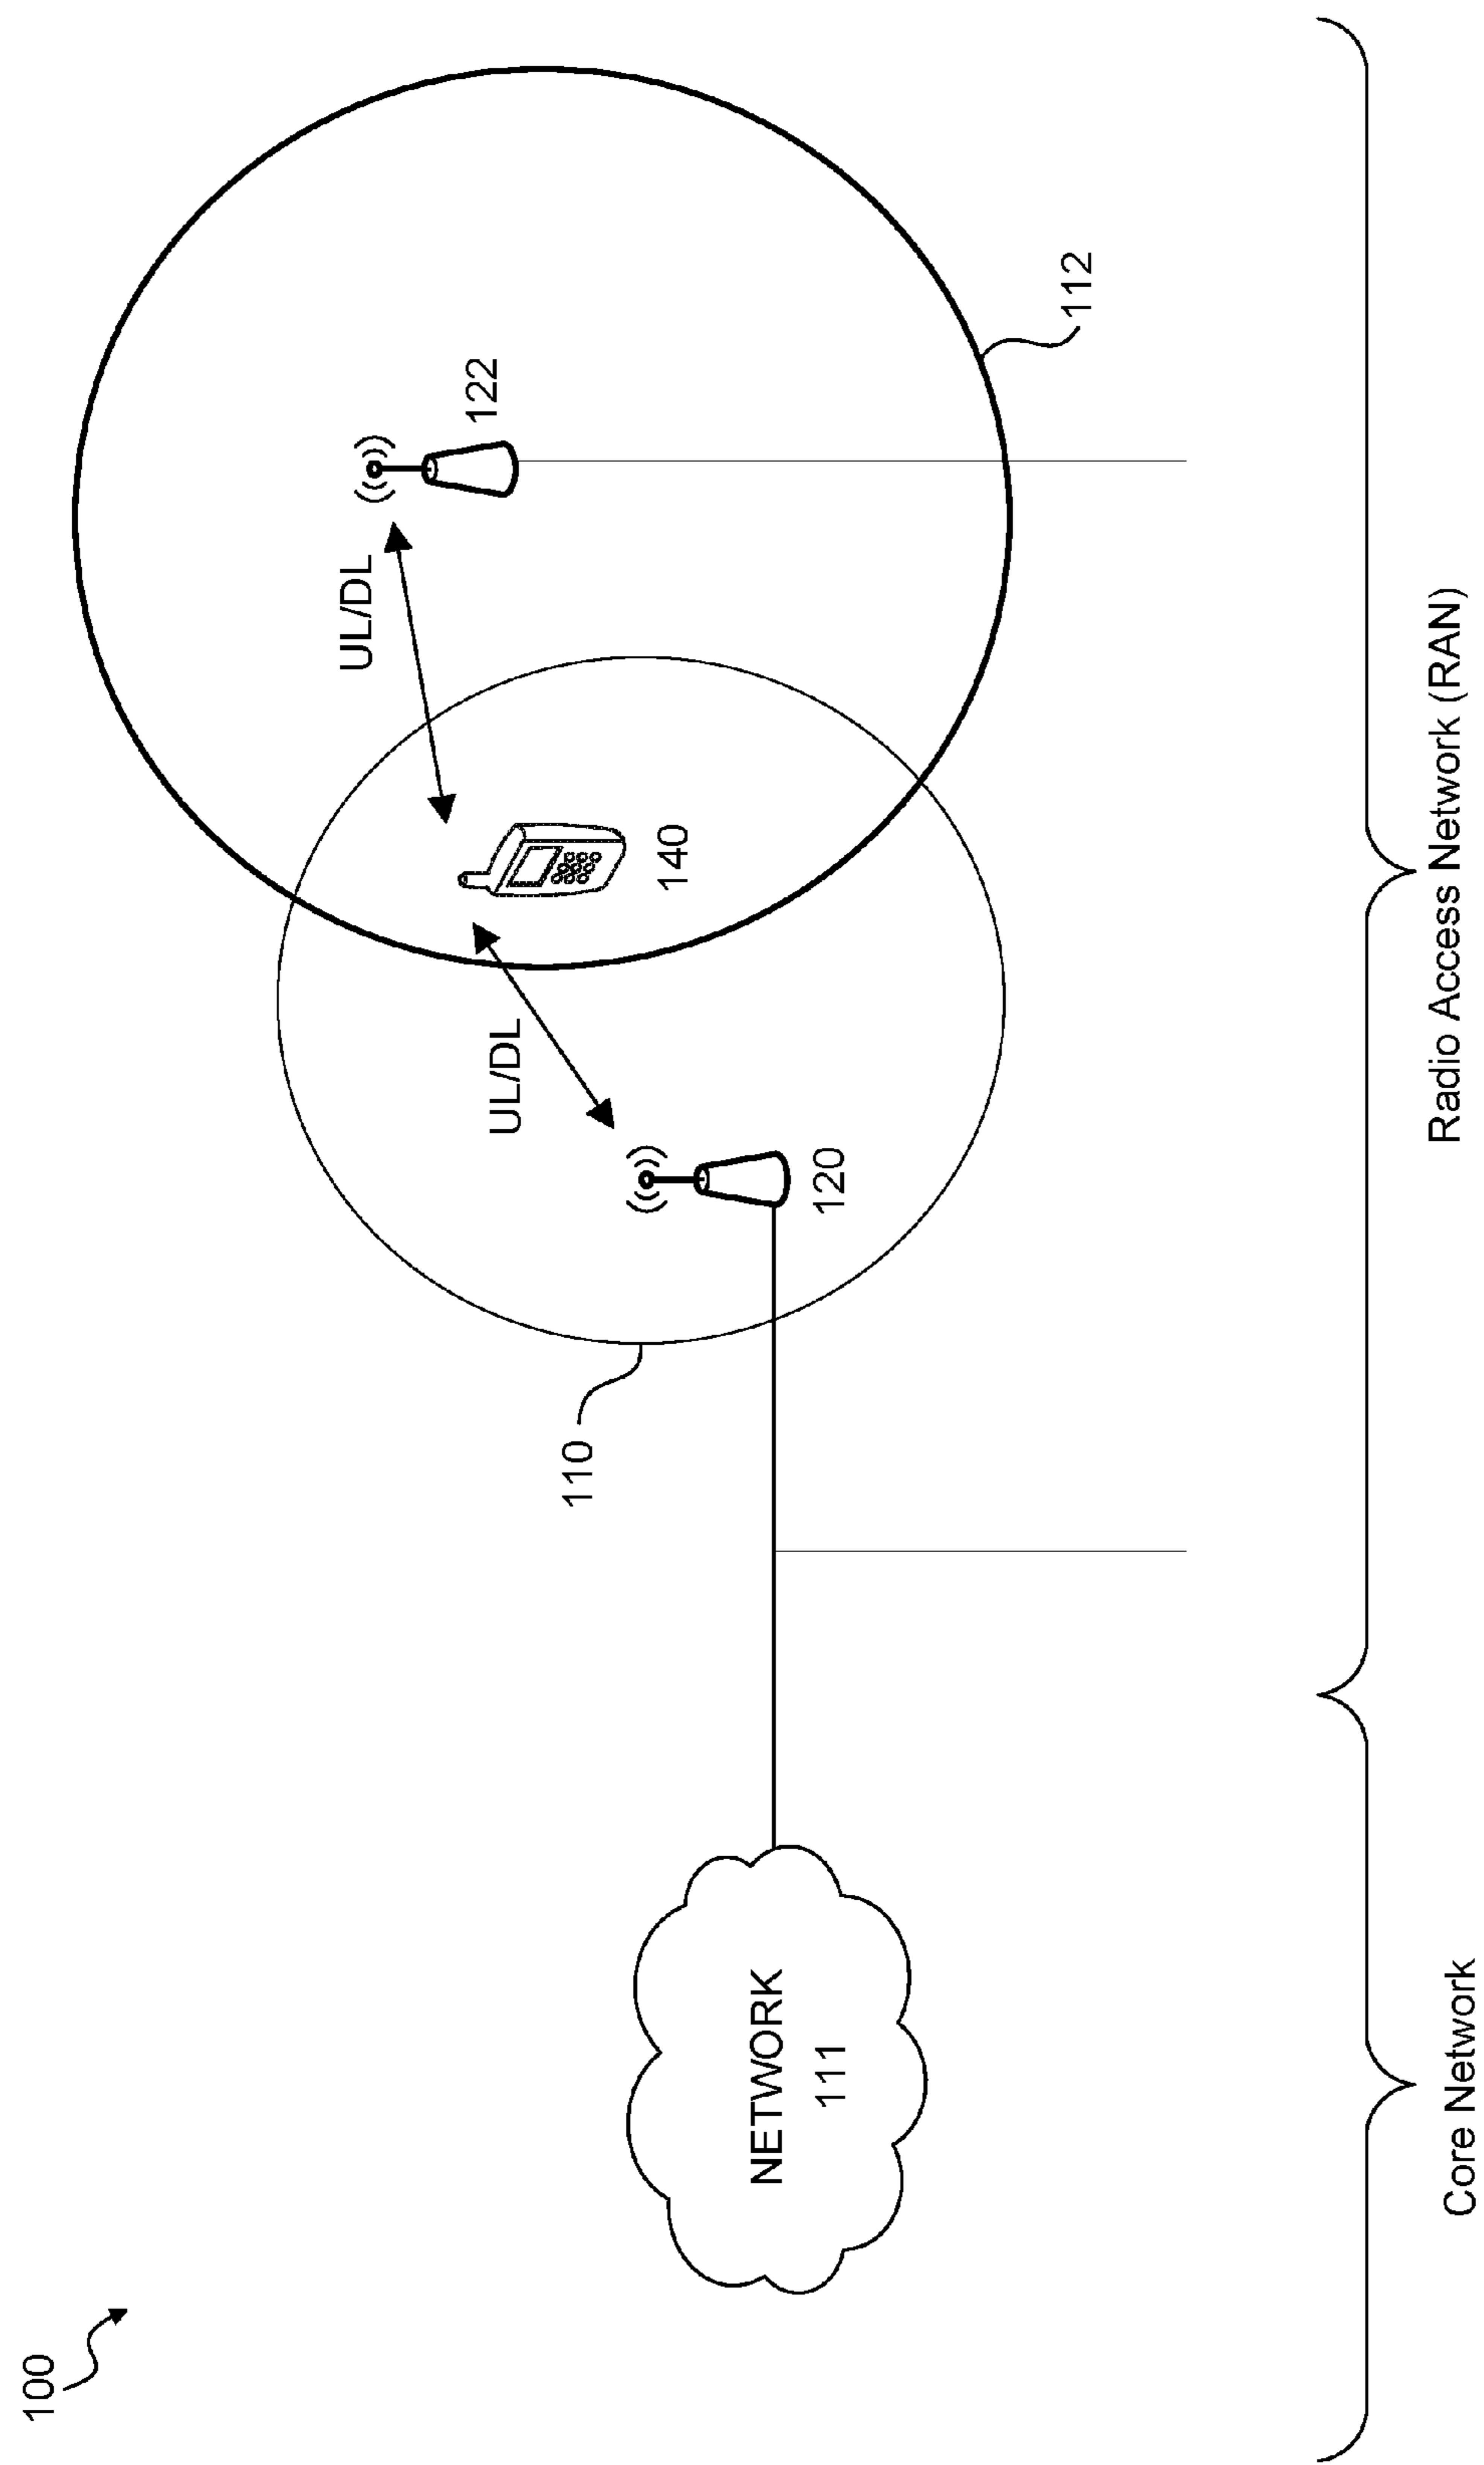 100
122
UL/DL
112
140
UL/DL
120
110
NETWORK
111
Core Network
Radio Access Network (RAN)